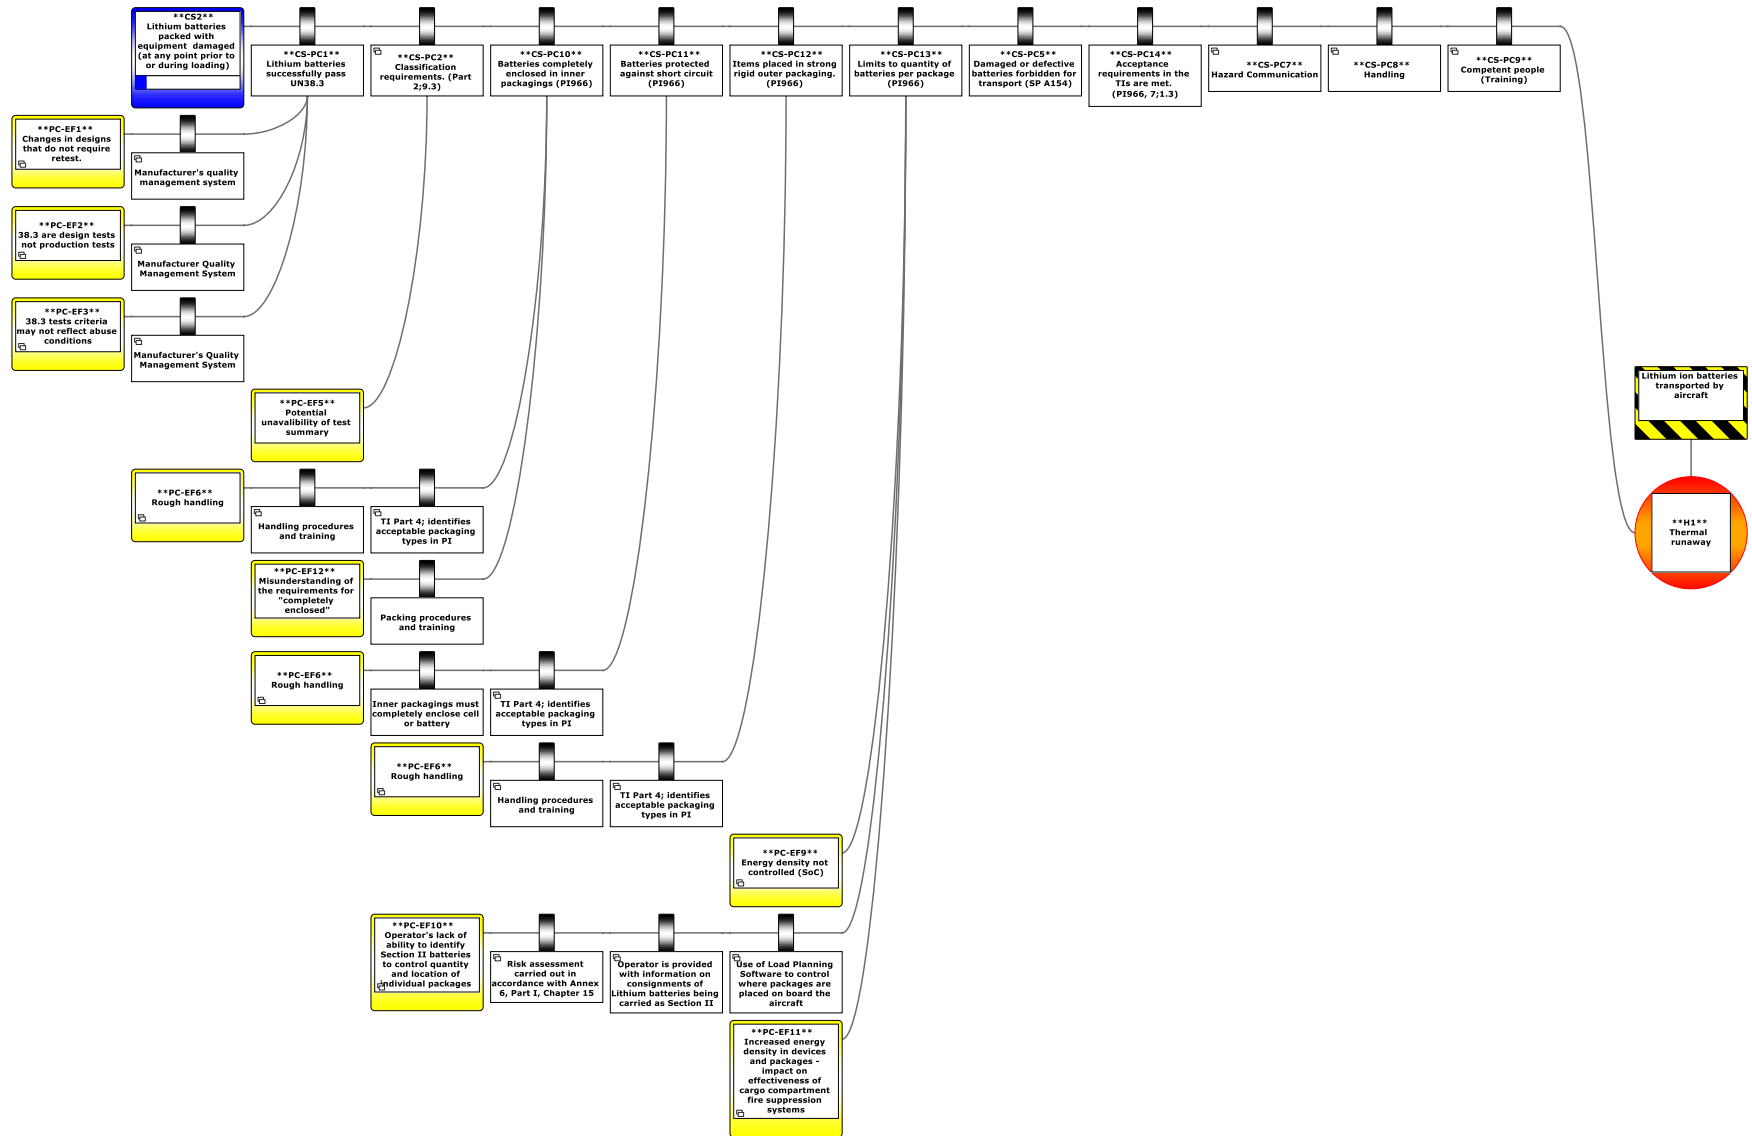 **CS2**
Lithium batteries
packed with
equipment damaged
(at any point prior to
or during loading)
**CS-PC1**
Lithium batteries
successfully pass
UN38.3
**CS-PC2**
Classification
requirements. (Part
2;9.3)
**CS-PC10**
Batteries completely
enclosed in inner
packagings (PI966)
**CS-PC11**
Batteries protected
against short circuit
(PI966)
**CS-PC12**
Items placed in strong
rigid outer packaging.
(PI966)
**CS-PC13**
Limits to quantity of
batteries per package
(PI966)
**CS-PC5**
Damaged or defective
batteries forbidden for
transport (SP A154)
**CS-PC14**
Acceptance
requirements in the
TIs are met.
(PI966, 7;1.3)
**CS-PC7**
Hazard Communication
**CS-PC8**
Handling
**CS-PC9**
Competent people
(Training)
**PC-EF1**
Changes in designs
that do not require
retest.
Manufacturer's quality
management system
**PC-EF2**
38.3 are design tests
not production tests
Manufacturer Quality
Management System
**PC-EF3**
38.3 tests criteria
may not reflect abuse
conditions
Manufacturer's Quality
Management System
**PC-EF5**
Potential
unavalibility of test
summary
Lithium ion batteries
transported by
aircraft
**H1**
Thermal
runaway
**PC-EF6**
Rough handling
Handling procedures
and training
TI Part 4; identifies
acceptable packaging
types in PI
**PC-EF12**
Misunderstanding of
the requirements for
"completely
enclosed"
Packing procedures
and training
**PC-EF6**
Rough handling
Inner packagings must
completely enclose cell
or battery
TI Part 4; identifies
acceptable packaging
types in PI
**PC-EF6**
Rough handling
Handling procedures
and training
TI Part 4; identifies
acceptable packaging
types in PI
**PC-EF9**
Energy density not
controlled (SoC)
**PC-EF10**
Operator's lack of
ability to identify
Section II batteries
to control quantity
and location of
individual packages
Risk assessment
carried out in
accordance with Annex
6, Part I, Chapter 15
Operator is provided
with information on
consignments of
Lithium batteries being
carried as Section II
Use of Load Planning
Software to control
where packages are
placed on board the
aircraft
**PC-EF11**
Increased energy
density in devices
and packages -
impact on
effectiveness of
cargo compartment
fire suppression
systems